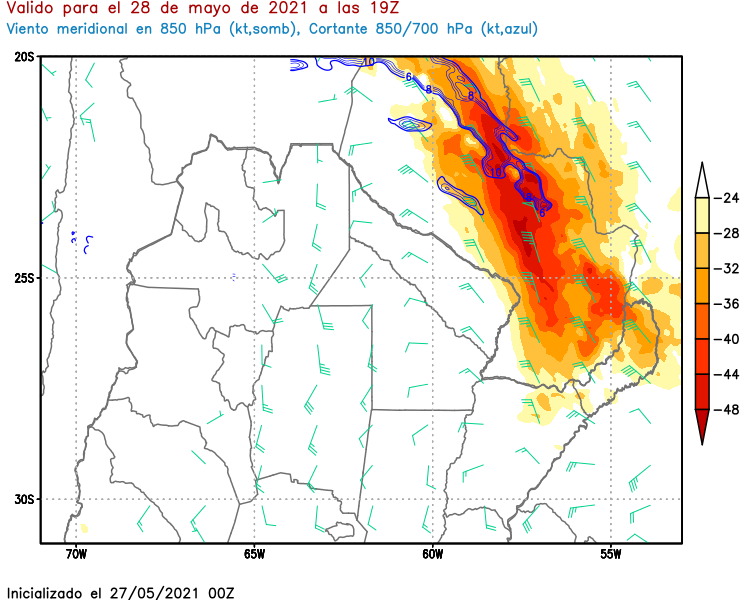 Valido para el 28 de mayo de 2021 a las 19Z
Viento meridional en 850 hPa (kt,somb), Cortante 850/700 hPa (kt,azul)
20S
25S
30S
70W
65W
60W
55W
10
6
8
8
10
6
6
-24
-28
-32
-36
-40
-44
-48
Inicializado el 27/05/2021 00Z